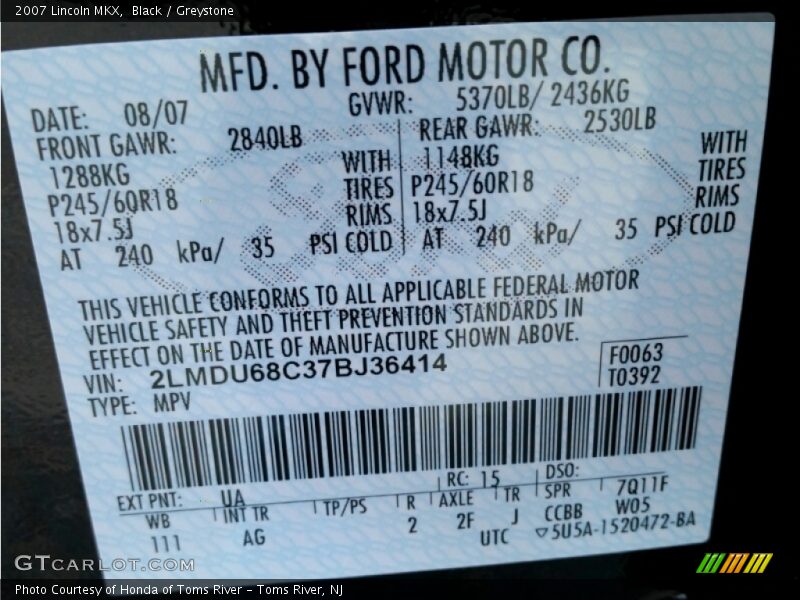 2007 Lincoln MKX, Black / Greystone
MFD. BY FORD MOTOR CO.
DATE: 08/07 GVWR: 5370LB/ 2436KG
FRONT GAWR: 2840LB REAR GAWR: 2530LB
1288KG WITH 1148KG WITH
P245/60R18 TIRES P245/60R18 TIRES
18x7.5J RIMS 18x7.5J RIMS
AT 240 kPa/ 35 PSI COLD AT 240 kPa/ 35 PSI COLD
THIS VEHICLE CONFORMS TO ALL APPLICABLE FEDERAL MOTOR
VEHICLE SAFETY AND THEFT PREVENTION STANDARDS IN
EFFECT ON THE DATE OF MANUFACTURE SHOWN ABOVE.
VIN: 2LMDU68C37BJ36414 F0063
TYPE: MPV T0392
EXT PNT: UA RC: 15 DSO:
WB INT TR TP/PS R AXLE TR SPR 7Q11F
111 AG 2 2F J CCBB W05
UTC ▽5U5A-1520472-BA
GTCARLOT.COM
Photo Courtesy of Honda of Toms River – Toms River, NJ